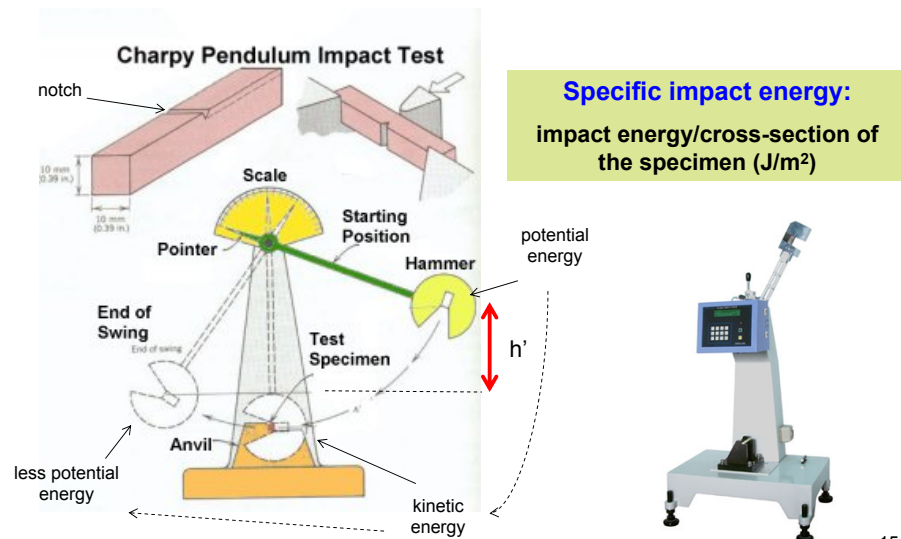 Charpy Pendulum Impact Test
notch
10 mm
(0.39 in.)
10 mm
(0.39 in.)
Specific impact energy:
impact energy/cross-section of
the specimen (J/m²)
Scale
Starting
Position
Pointer
Hammer
potential
energy
End of
Swing
End of swing
Test
Specimen
h'
h'
Anvil
less potential
energy
kinetic
energy
15